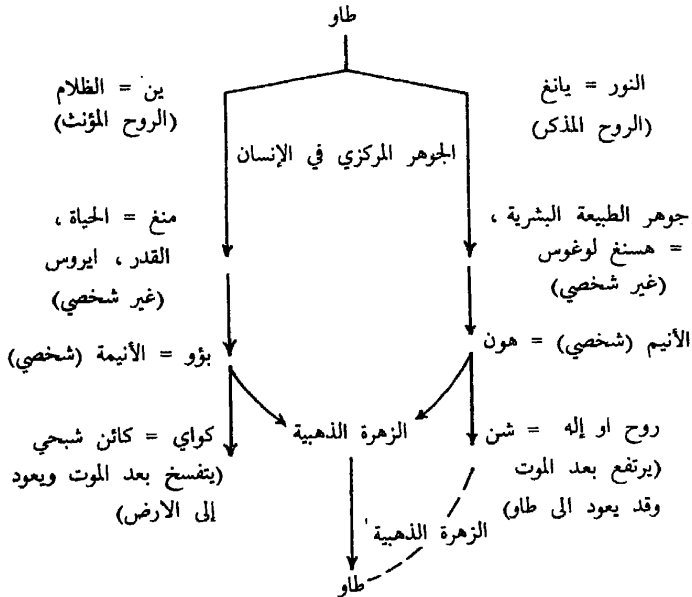 طاو
النور = يانغ
(الروح المذكر)
ين = الظلام
(الروح المؤنث)
الجوهر المركزي في الإنسان
جوهر الطبيعة البشرية ،
= هسنغ لوغوس
(غير شخصي)
منغ = الحياة ،
القدر ، ايروس
(غير شخصي)
الأنيم (شخصي) = هون
بؤو = الأنيمة (شخصي)
الزهرة الذهبية
روح او إله = شن
(يرتفع بعد الموت
وقد يعود الى طاو)
كواي = كائن شبحي
(يتفسخ بعد الموت ويعود
إلى الارض)
الزهرة الذهبية
طاو